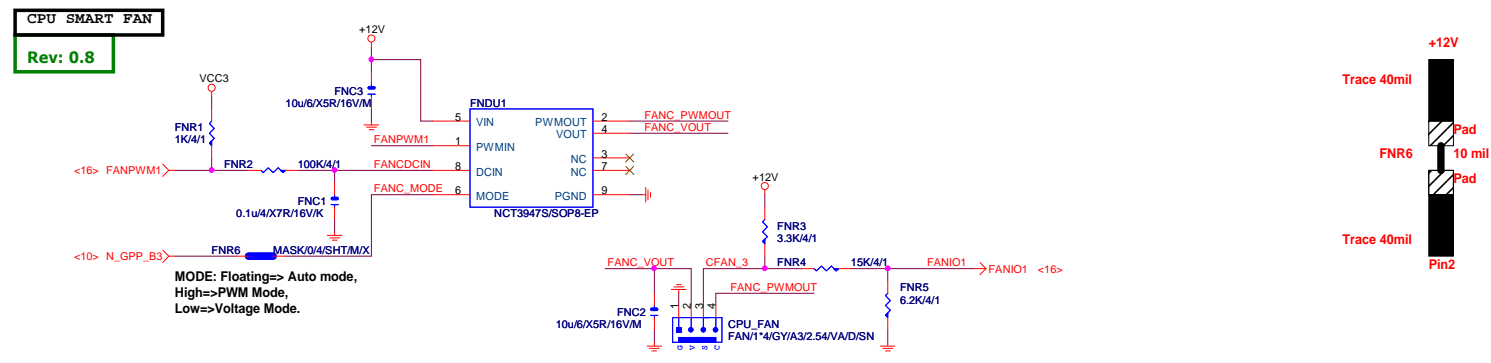 CPU SMART FAN
Rev: 0.8
+12V
VCC3
FNC3
10u/6/X5R/16V/M
FNDU1
FNR1
1K/4/1
5 VIN
PWMOUT 2 FANC_PWMOUT
VOUT 4 FANC_VOUT
FANPWM1 1 PWMIN
NC 3
<16> FANPWM1 FNR2 100K/4/1 FANCDCIN 8 DCIN
NC 7
FANC_MODE 6 MODE
PGND 9
FNC1
0.1u/4/X7R/16V/K
NCT3947S/SOP8-EP
<10> N_GPP_B3 FNR6 MASK/0/4/SHT/M/X
MODE: Floating=> Auto mode,
High=>PWM Mode,
Low=>Voltage Mode.
+12V
FNR3
3.3K/4/1
FANC_VOUT CFAN_3 FNR4 15K/4/1 FANIO1 FANIO1 <16>
FANC_PWMOUT
FNR5
6.2K/4/1
FNC2
10u/6/X5R/16V/M
1 2 3 4
CPU_FAN
FAN/1*4/GY/A3/2.54/VA/D/SN
G V S C
+12V
Trace 40mil
Pad
FNR6 10 mil
Pad
Trace 40mil
Pin2